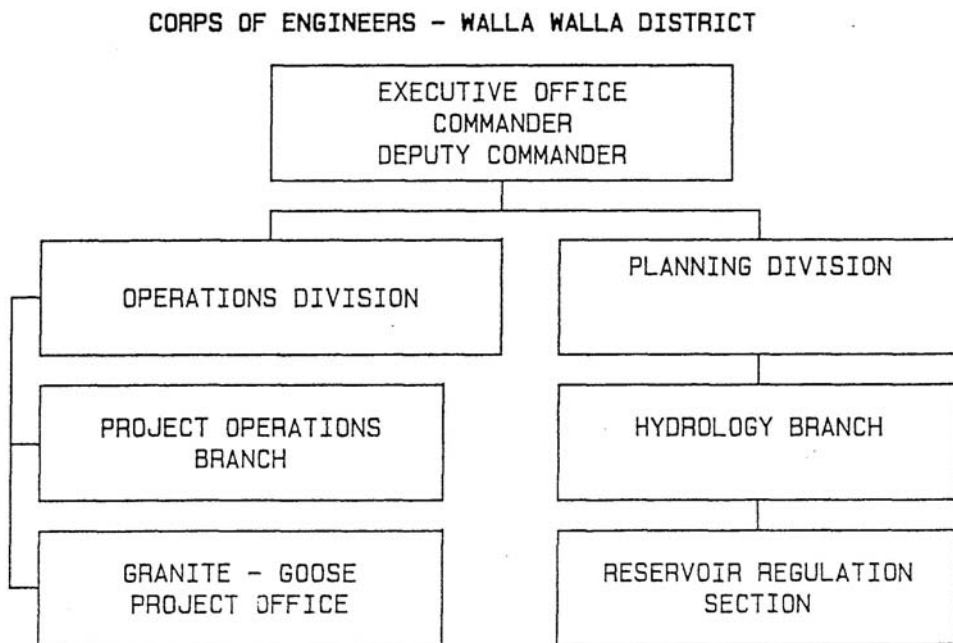 CORPS OF ENGINEERS - WALLA WALLA DISTRICT
EXECUTIVE OFFICE
COMMANDER
DEPUTY COMMANDER
OPERATIONS DIVISION
PLANNING DIVISION
PROJECT OPERATIONS
BRANCH
HYDROLOGY BRANCH
GRANITE - GOOSE
PROJECT OFFICE
RESERVOIR REGULATION
SECTION